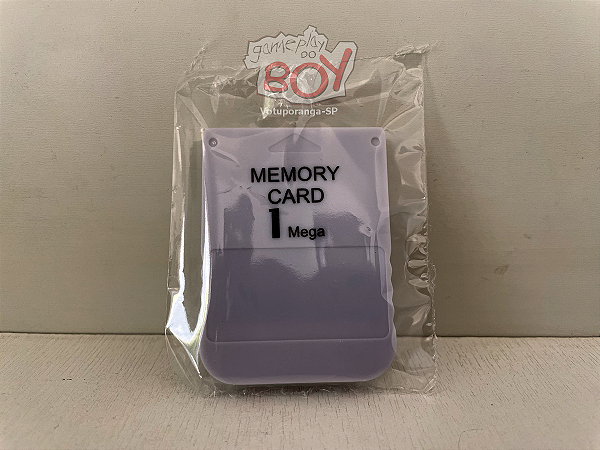 gameplay
BOY
Votuporanga-SP
MEMORY
CARD
1 Mega